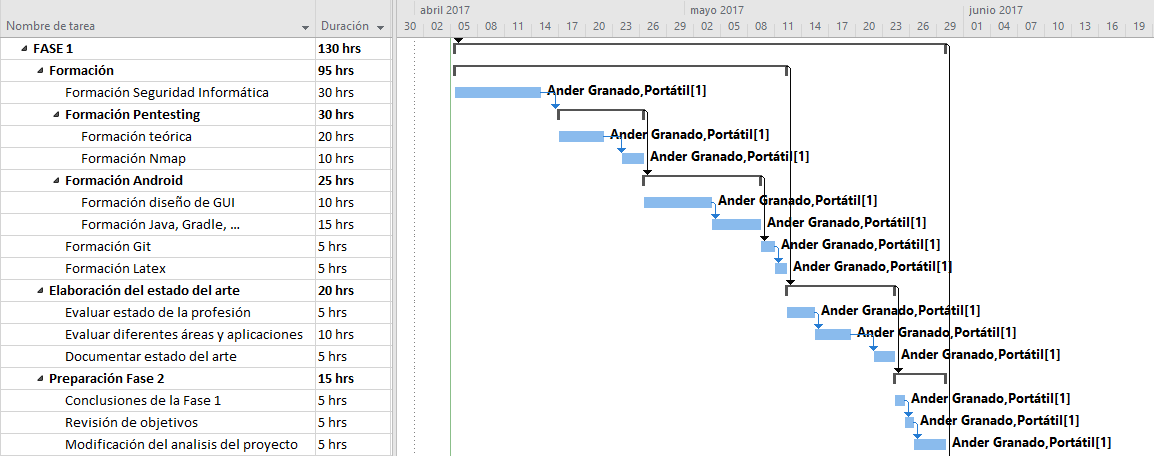 abril 2017 mayo 2017 junio 2017
Nombre de tarea Duración 30 02 05 08 11 14 17 20 23 26 29 02 05 08 11 14 17 20 23 26 29 01 04 07 10 13 16 19
FASE 1 130 hrs
Formación 95 hrs
Formación Seguridad Informática 30 hrs Ander Granado,Portátil[1]
Formación Pentesting 30 hrs
Formación teórica 20 hrs Ander Granado,Portátil[1]
Formación Nmap 10 hrs Ander Granado,Portátil[1]
Formación Android 25 hrs
Formación diseño de GUI 10 hrs Ander Granado,Portátil[1]
Formación Java, Gradle, ... 15 hrs Ander Granado,Portátil[1]
Formación Git 5 hrs Ander Granado,Portátil[1]
Formación Latex 5 hrs Ander Granado,Portátil[1]
Elaboración del estado del arte 20 hrs
Evaluar estado de la profesión 5 hrs Ander Granado,Portátil[1]
Evaluar diferentes áreas y aplicaciones 10 hrs Ander Granado,Portátil[1]
Documentar estado del arte 5 hrs Ander Granado,Portátil[1]
Preparación Fase 2 15 hrs
Conclusiones de la Fase 1 5 hrs Ander Granado,Portátil[1]
Revisión de objetivos 5 hrs Ander Granado,Portátil[1]
Modificación del analisis del proyecto 5 hrs Ander Granado,Portátil[1]